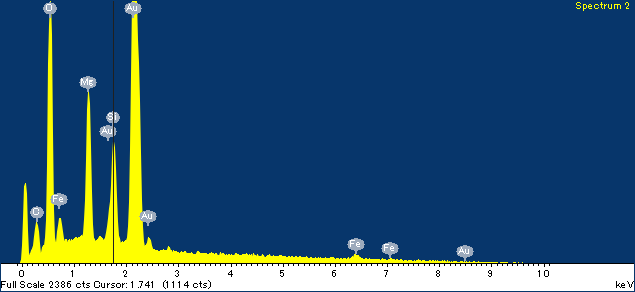 Spectrum 2
O
Au
Mg
Si
Au
Fe
O
Au
Fe
Fe
Au
0 1 2 3 4 5 6 7 8 9 10
Full Scale 2386 cts Cursor: 1.741 (1114 cts) keV